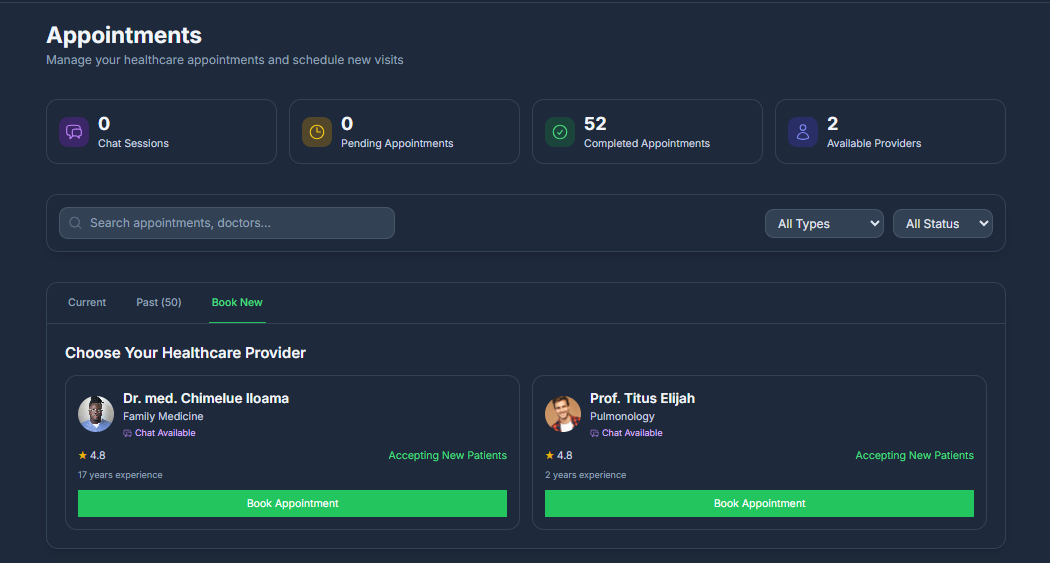 Appointments
Manage your healthcare appointments and schedule new visits
0
Chat Sessions
0
Pending Appointments
52
Completed Appointments
2
Available Providers
Search appointments, doctors...
All Types
All Status
Current
Past (50)
Book New
Choose Your Healthcare Provider
Dr. med. Chimelue Iloama
Family Medicine
Chat Available
★ 4.8
Accepting New Patients
17 years experience
Book Appointment
Prof. Titus Elijah
Pulmonology
Chat Available
★ 4.8
Accepting New Patients
2 years experience
Book Appointment